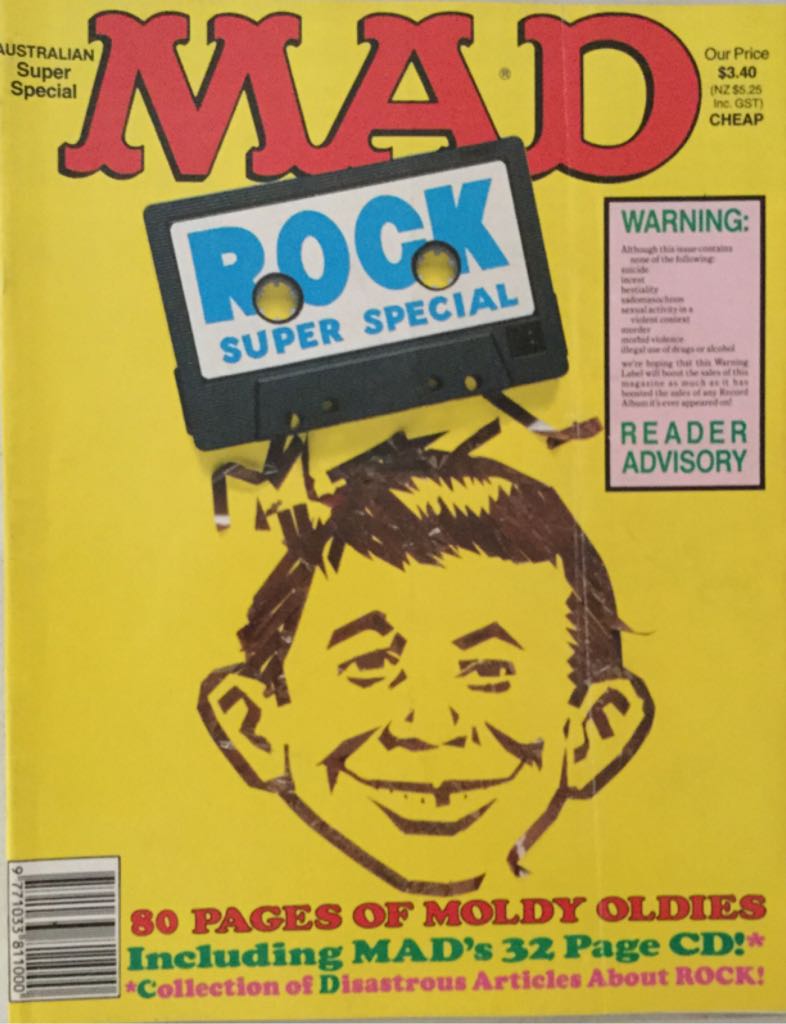 AUSTRALIAN
Super
Special
MAD
®
Our Price
$3.40
(NZ $5.25
Inc. GST)
CHEAP
ROCK
SUPER SPECIAL
WARNING:
Although this issue contains
none of the following:
suicide
incest
bestiality
sadomasochism
sexual activity in a
violent context
murder
morbid violence
illegal use of drugs or alcohol
we're hoping that this Warning
Label will boost the sales of this
magazine as much as it has
boosted the sales of any Record
Album it's ever appeared on!
READER
ADVISORY
9 771033 811000
80 PAGES OF MOLDY OLDIES
Including MAD's 32 Page CD!*
*Collection of Disastrous Articles About ROCK!